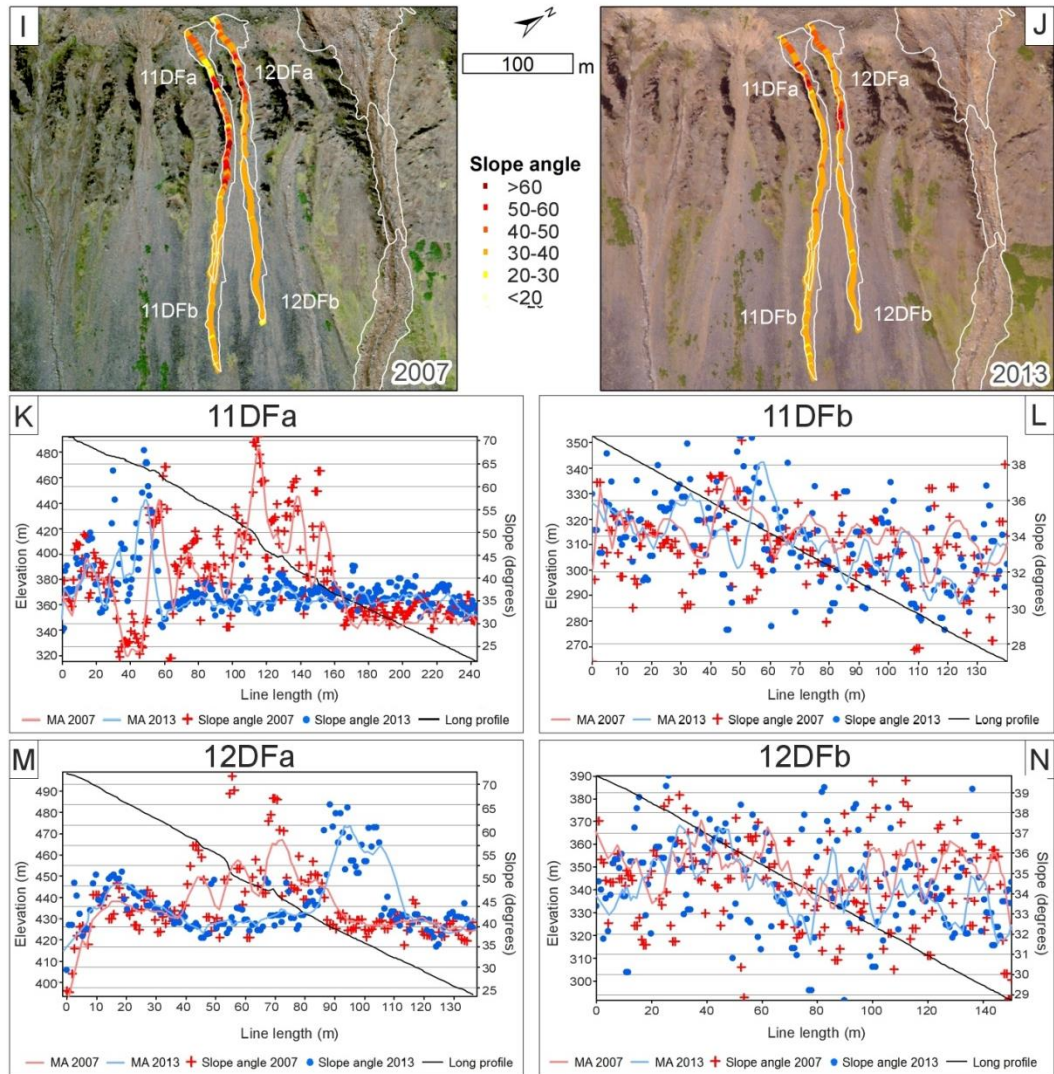 I
11DFa
12DFa
11DFb
12DFb
2007
N
100 m
Slope angle
>60
50-60
40-50
30-40
20-30
<20
J
11DFa
12DFa
11DFb
12DFb
2013
K
11DFa
Elevation (m)
480
460
440
420
400
380
360
340
320
70
65
60
55
50
45
40
35
30
25
Slope (degrees)
0 20 40 60 80 100 120 140 160 180 200 220 240
Line length (m)
MA 2007 MA 2013 Slope angle 2007 Slope angle 2013 Long profile
L
11DFb
Elevation (m)
350
340
330
320
310
300
290
280
270
38
36
34
32
30
28
Slope (degrees)
0 10 20 30 40 50 60 70 80 90 100 110 120 130
Line length (m)
MA 2007 MA 2013 Slope angle 2007 Slope angle 2013 Long profile
M
12DFa
Elevation (m)
490
480
470
460
450
430
420
410
400
70
65
60
55
50
45
40
35
30
25
Slope (degrees)
0 10 20 30 40 50 60 70 80 90 100 110 120 130
Line length (m)
MA 2007 MA 2013 Slope angle 2007 Slope angle 2013 Long profile
N
12DFb
Elevation (m)
390
380
370
360
350
340
330
320
310
300
39
38
37
36
35
34
33
32
31
30
29
Slope (degrees)
0 20 40 60 80 100 120 140
Line length (m)
MA 2007 MA 2013 Slope angle 2007 Slope angle 2013 Long profile